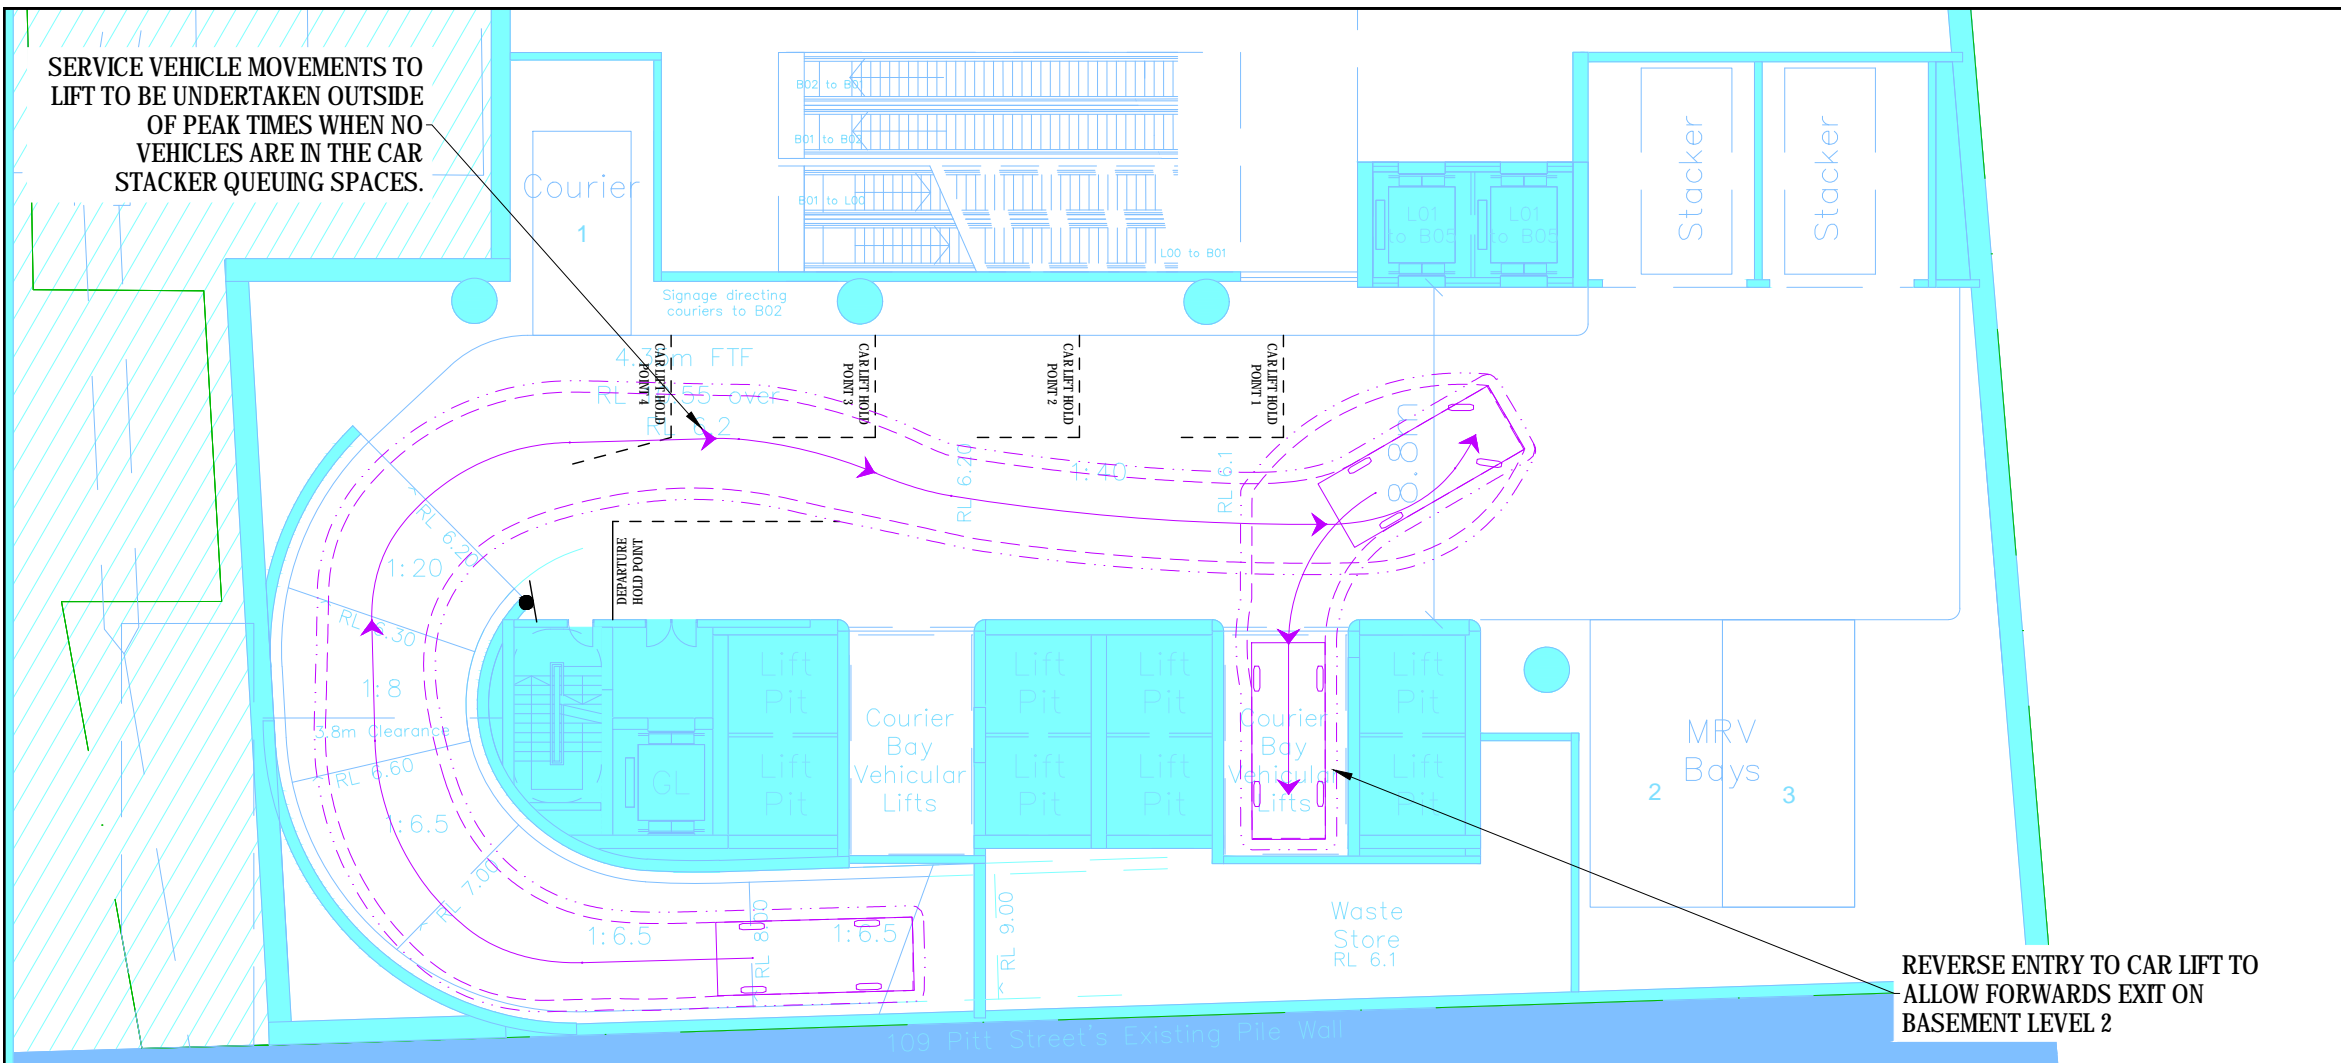 SERVICE VEHICLE MOVEMENTS TO
LIFT TO BE UNDERTAKEN OUTSIDE
OF PEAK TIMES WHEN NO
VEHICLES ARE IN THE CAR
STACKER QUEUING SPACES.
Courier
1
B02 to B01
B01 to B02
B01 to L00
L00 to B01
L01
to B05
L01
to B05
Stacker
Stacker
Signage directing
couriers to B02
FTF
over
CAR LIFT HOLD
POINT 4
CAR LIFT HOLD
POINT 3
CAR LIFT HOLD
POINT 2
CAR LIFT HOLD
POINT 1
8.8m
RL 6.20
1:40
RL 6.1
RL 6.20
1:20
DEPARTURE
HOLD POINT
1:8
3.8m Clearance
RL 6.60
1:6.5
RL 7.00
GL
Lift
Pit
Lift
Pit
Courier
Bay
Vehicular
Lifts
Lift
Pit
Lift
Pit
Lift
Pit
Lift
Pit
Courier
Bay
Vehicular
Lifts
Lift
Pit
Lift
Pit
MRV
Bays
2
3
1:6.5
RL 8.00
1:6.5
RL 9.00
Waste
Store
RL 6.1
REVERSE ENTRY TO CAR LIFT TO
ALLOW FORWARDS EXIT ON
BASEMENT LEVEL 2
109 Pitt Street's Existing Pile Wall